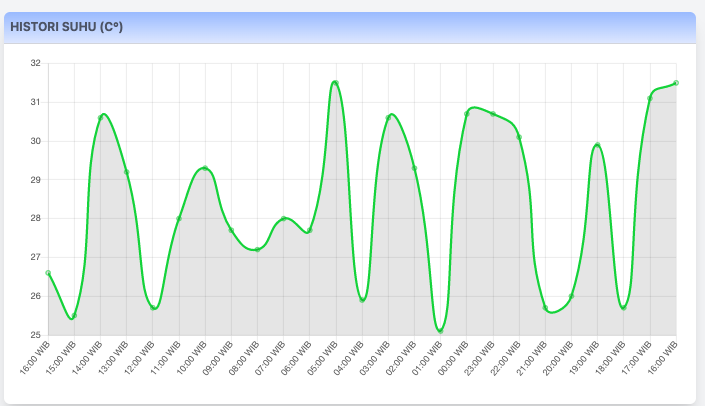 HISTORI SUHU (C°)
32
31
30
29
28
27
26
25
16:00 WIB
15:00 WIB
14:00 WIB
13:00 WIB
12:00 WIB
11:00 WIB
10:00 WIB
09:00 WIB
08:00 WIB
07:00 WIB
06:00 WIB
05:00 WIB
04:00 WIB
03:00 WIB
02:00 WIB
01:00 WIB
00:00 WIB
23:00 WIB
22:00 WIB
21:00 WIB
20:00 WIB
19:00 WIB
18:00 WIB
17:00 WIB
16:00 WIB